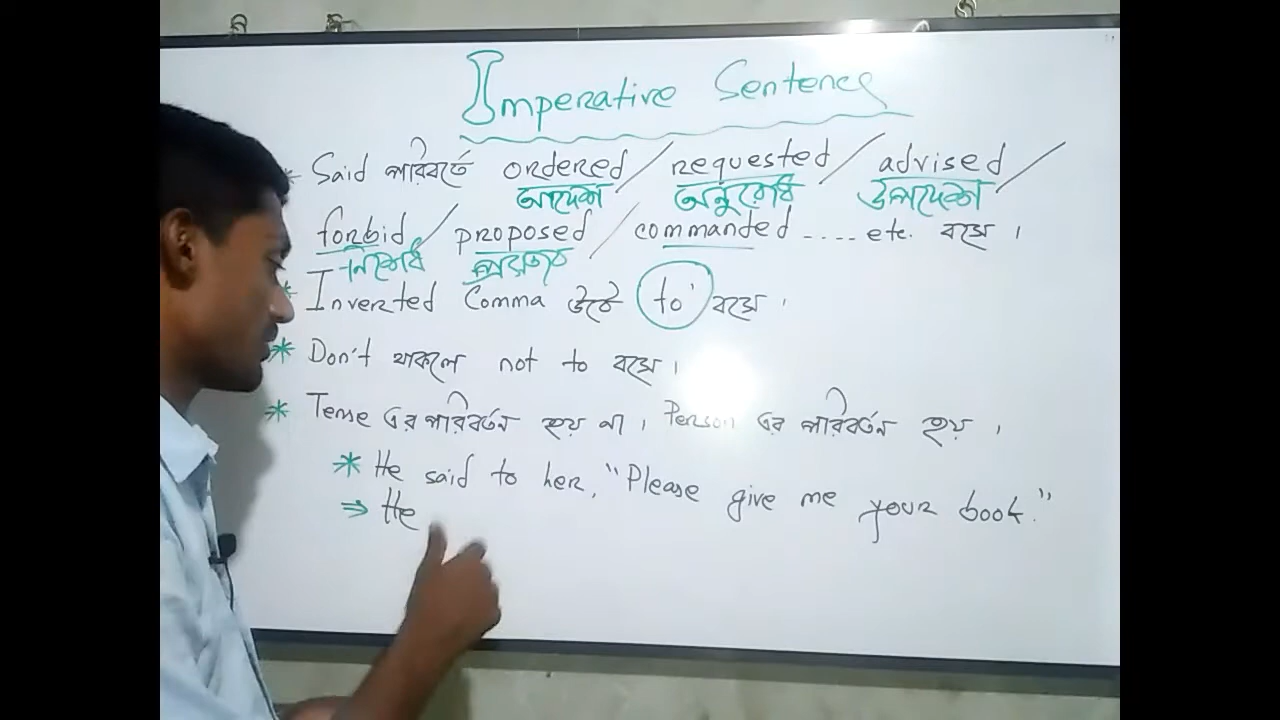 Imperative Sentence
* Said পরিবর্তে ordered / requested / advised /
আদেশ অনুরোধ উপদেশ
forbid / proposed / commanded .... etc. বসে ।
নিষেধ প্রস্তাব
* Inverted Comma উঠে to' বসে ।
* Don't থাকলে not to বসে ।
* Tense এর পরিবর্তন হয় না । Person এর পরিবর্তন হয় ।
* He said to her, "Please give me your book."
⇒ He